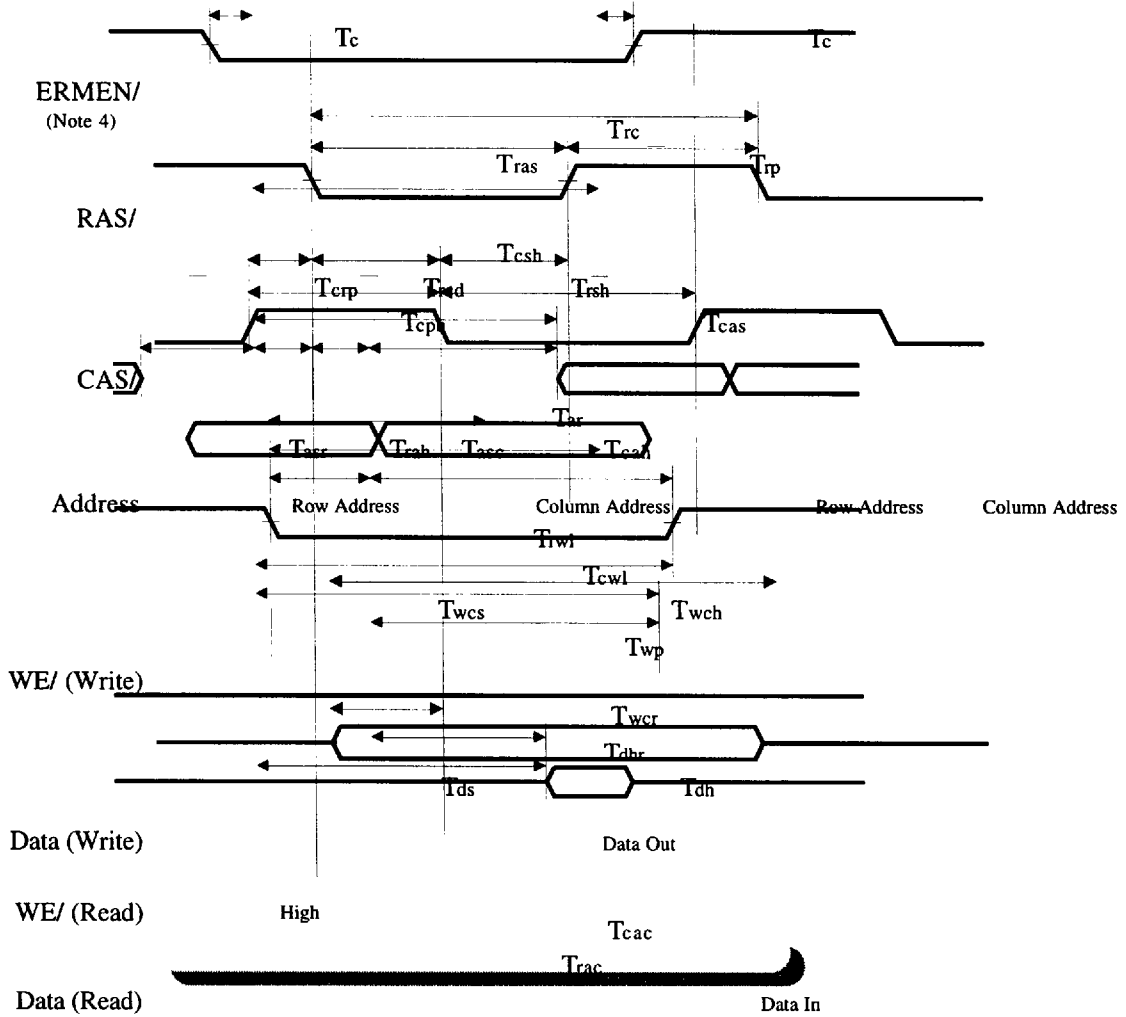 Tc Tc
ERMEN/
(Note 4)
Trc
Tras Trp
RAS/
Tcsh
Tcrp Trcd Trsh
Tcpn Tcas
CAS/
Tar
Tasr Trah Tasc Tcah
Address Row Address Column Address Row Address Column Address
Trwl
Tcwl
Twcs Twch
Twp
WE/ (Write)
Twcr
Tdhr
Tds Tdh
Data (Write) Data Out
WE/ (Read) High
Tcac
Trac
Data (Read) Data In